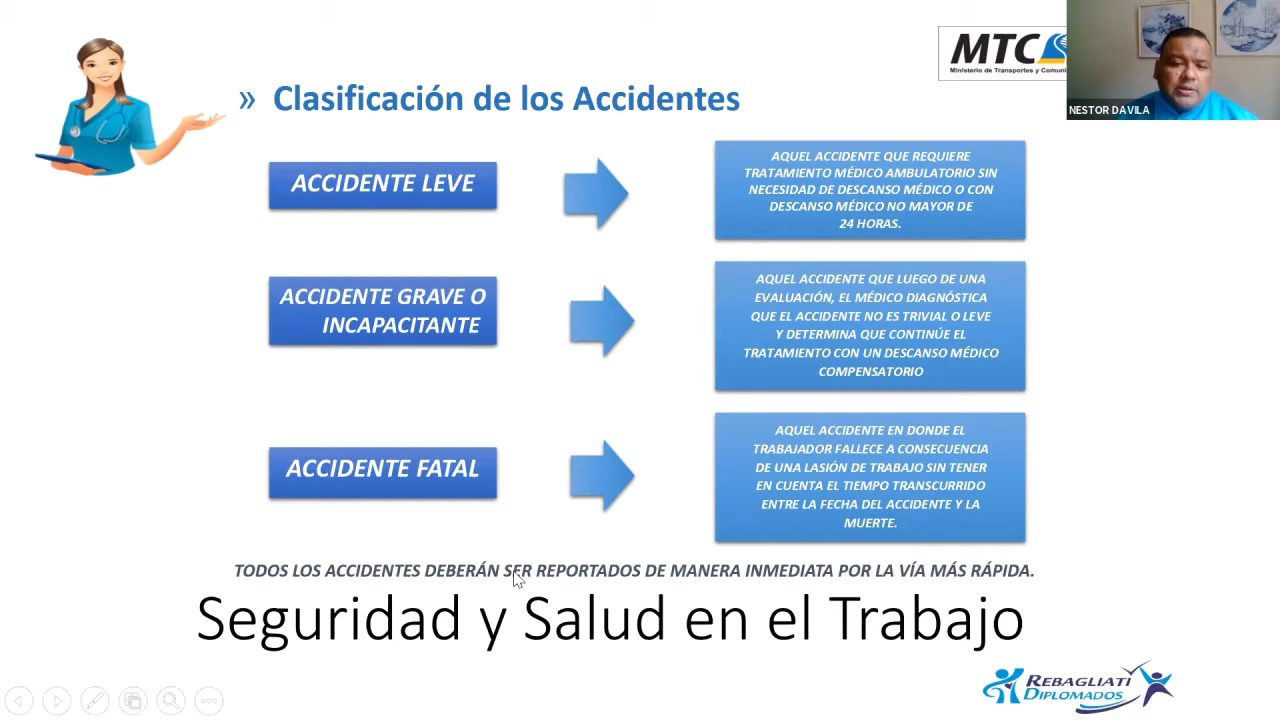 MTC
Ministerio de Transportes y Comuni
NESTOR DAVILA
» Clasificación de los Accidentes
ACCIDENTE LEVE
AQUEL ACCIDENTE QUE REQUIERE
TRATAMIENTO MÉDICO AMBULATORIO SIN
NECESIDAD DE DESCANSO MÉDICO O CON
DESCANSO MÉDICO NO MAYOR DE
24 HORAS.
ACCIDENTE GRAVE O
INCAPACITANTE
AQUEL ACCIDENTE QUE LUEGO DE UNA
EVALUACIÓN, EL MÉDICO DIAGNÓSTICA
QUE EL ACCIDENTE NO ES TRIVIAL O LEVE
Y DETERMINA QUE CONTINÚE EL
TRATAMIENTO CON UN DESCANSO MÉDICO
COMPENSATORIO
ACCIDENTE FATAL
AQUEL ACCIDENTE EN DONDE EL
TRABAJADOR FALLECE A CONSECUENCIA
DE UNA LASIÓN DE TRABAJO SIN TENER
EN CUENTA EL TIEMPO TRANSCURRIDO
ENTRE LA FECHA DEL ACCIDENTE Y LA
MUERTE.
TODOS LOS ACCIDENTES DEBERÁN SER REPORTADOS DE MANERA INMEDIATA POR LA VÍA MÁS RÁPIDA.
Seguridad y Salud en el Trabajo
REBAGLIATI
DIPLOMADOS